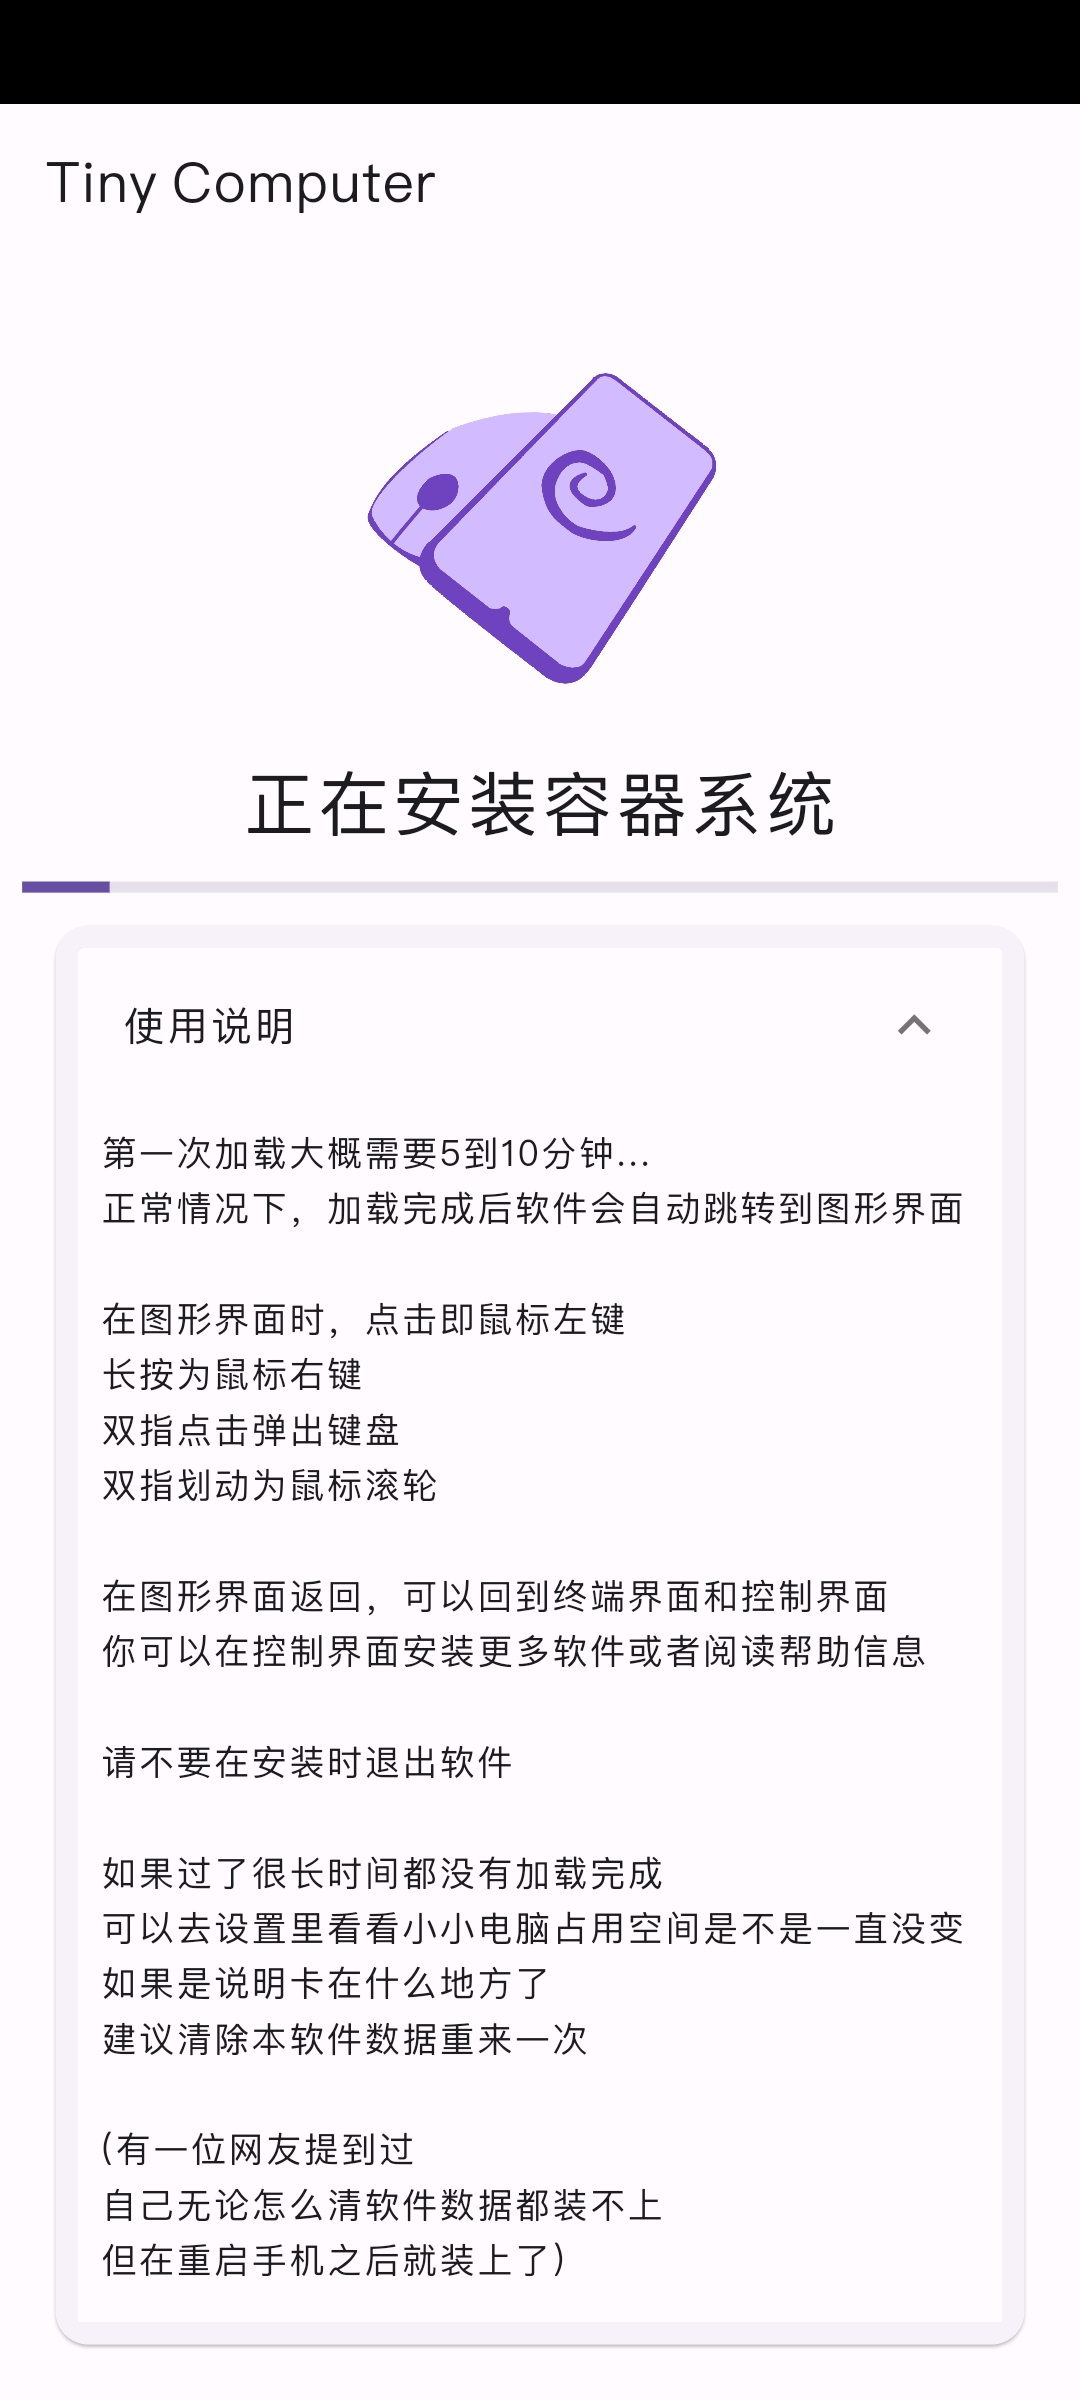 Tiny Computer
正在安装容器系统
使用说明
第一次加载大概需要5到10分钟...
正常情况下，加载完成后软件会自动跳转到图形界面
在图形界面时，点击即鼠标左键
长按为鼠标右键
双指点击弹出键盘
双指划动为鼠标滚轮
在图形界面返回，可以回到终端界面和控制界面
你可以在控制界面安装更多软件或者阅读帮助信息
请不要在安装时退出软件
如果过了很长时间都没有加载完成
可以去设置里看看小小电脑占用空间是不是一直没变
如果是说明卡在什么地方了
建议清除本软件数据重来一次
(有一位网友提到过
自己无论怎么清软件数据都装不上
但在重启手机之后就装上了)